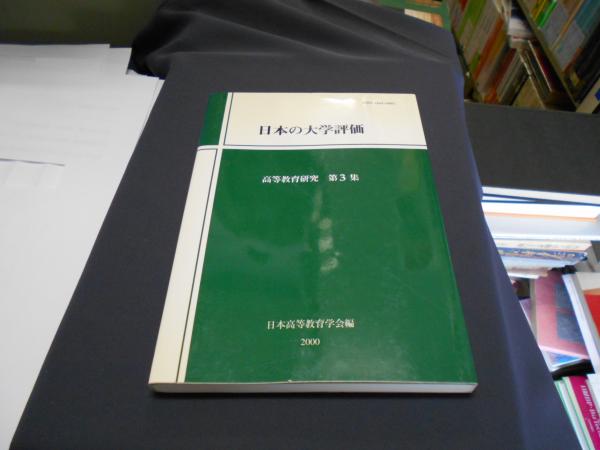 日本の大学評価
高等教育研究 第3集
日本高等教育学会編
2000